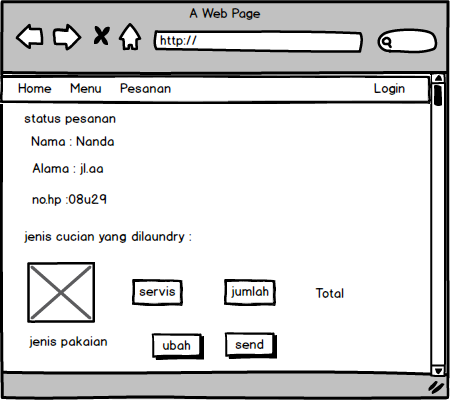 A Web Page
http://
Home Menu Pesanan Login
status pesanan
Nama : Nanda
Alama : jl.aa
no.hp :08u29
jenis cucian yang dilaundry :
servis jumlah Total
jenis pakaian ubah send